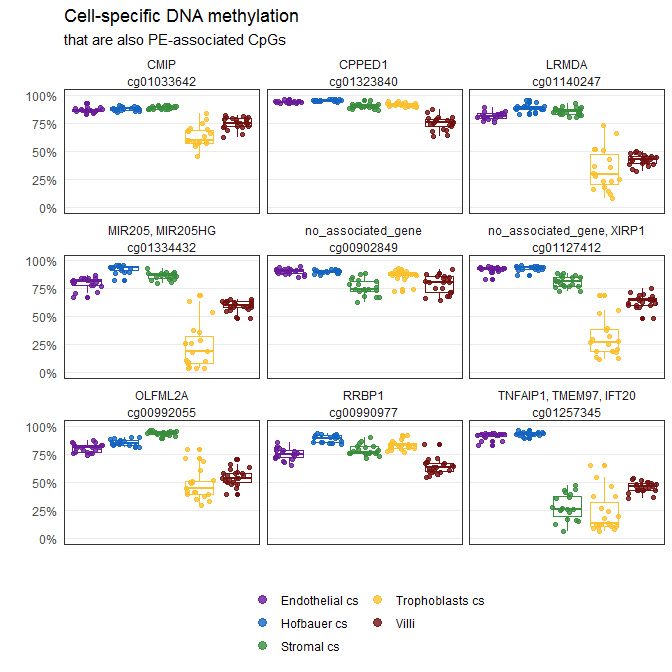 Cell-specific DNA methylation
that are also PE-associated CpGs
CMIP
cg01033642
CPPED1
cg01323840
LRMDA
cg01140247
100%
75%
50%
25%
0%
MIR205, MIR205HG
cg01334432
no_associated_gene
cg00902849
no_associated_gene, XIRP1
cg01127412
100%
75%
50%
25%
0%
OLFML2A
cg00992055
RRBP1
cg00990977
TNFAIP1, TMEM97, IFT20
cg01257345
100%
75%
50%
25%
0%
Endothelial cs
Hofbauer cs
Stromal cs
Trophoblasts cs
Villi